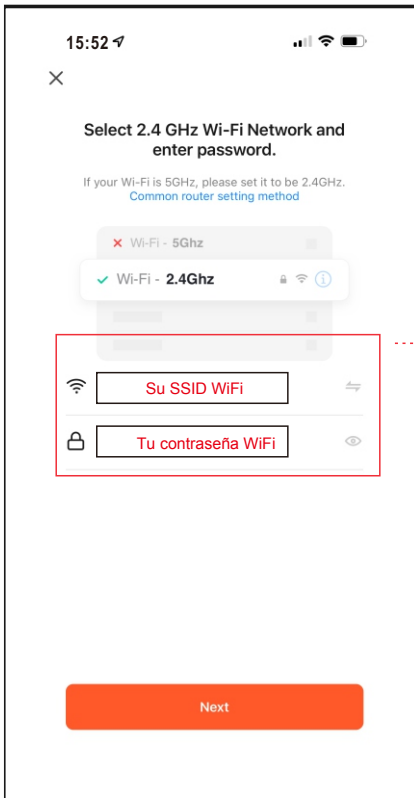 15:52
Select 2.4 GHz Wi-Fi Network and
enter password.
If your Wi-Fi is 5GHz, please set it to be 2.4GHz.
Common router setting method
Wi-Fi - 5Ghz
Wi-Fi - 2.4Ghz
Su SSID WiFi
Tu contraseña WiFi
Next